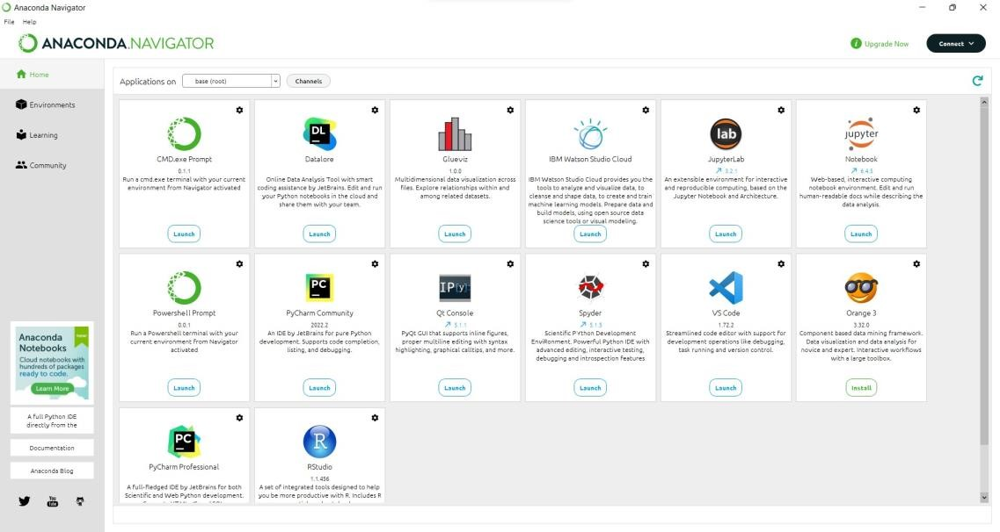 Anaconda Navigator
File Help
ANACONDA.NAVIGATOR
Upgrade Now
Connect
Home
Environments
Learning
Community
Applications on
base (root)
Channels
CMD.exe Prompt
0.1.1
Run a cmd.exe terminal with your current
environment from Navigator activated
Launch
DL
Datalore
Online Data Analysis Tool with smart
coding assistance by JetBrains. Edit and run
your Python notebooks in the cloud and
share them with your team.
Launch
Glueviz
1.0.0
Multidimensional data visualization across
files. Explore relationships within and
among related datasets.
Launch
IBM Watson Studio Cloud
IBM Watson Studio Cloud provides you the
tools to analyze and visualize data, to
cleanse and shape data, to create and train
machine learning models. Prepare data and
build models, using open source data
science tools or visual modeling.
Launch
lab
JupyterLab
3.2.1
An extensible environment for interactive
and reproducible computing, based on the
Jupyter Notebook and Architecture.
Launch
jupyter
Notebook
6.4.5
Web-based, interactive computing
notebook environment. Edit and run
human-readable docs while describing the
data analysis.
Launch
Powershell Prompt
0.0.1
Run a Powershell terminal with your
current environment from Navigator
activated
Launch
PC
PyCharm Community
2022.2
An IDE by JetBrains for pure Python
development. Supports code completion,
listing, and debugging.
Launch
IP[y]
Qt Console
5.1.1
PyQt GUI that supports inline figures,
proper multiline editing with syntax
highlighting, graphical calltips, and more.
Launch
Spyder
5.1.5
Scientific PYthon Development
EnviRonment. Powerful Python IDE with
advanced editing, interactive testing,
debugging and introspection features
Launch
VS Code
1.72.2
Streamlined code editor with support for
development operations like debugging,
task running and version control.
Launch
Orange 3
3.32.0
Component based data mining framework.
Data visualization and data analysis for
novice and expert. Interactive workflows
with a large toolbox.
Install
PC
PyCharm Professional
A full-fledged IDE by JetBrains for both
Scientific and Web Python development.
R
RStudio
1.1.456
A set of integrated tools designed to help
you be more productive with R. Includes R
Anaconda
Notebooks
New!
Cloud notebooks with
hundreds of packages
ready to code.
Learn More
A full Python IDE
directly from the
Documentation
Anaconda Blog
You
Tube